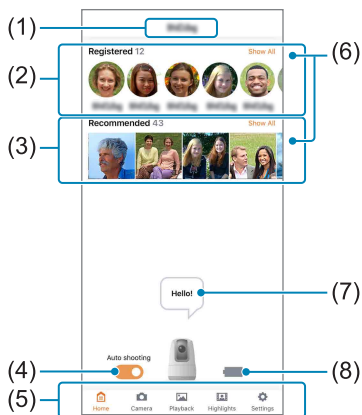 (1)
Registered 12 Show All
(2)
(6)
Recommended 43 Show All
(3)
Hello!
(7)
Auto shooting
(4)
(8)
(5)
Home Camera Playback Highlights Settings